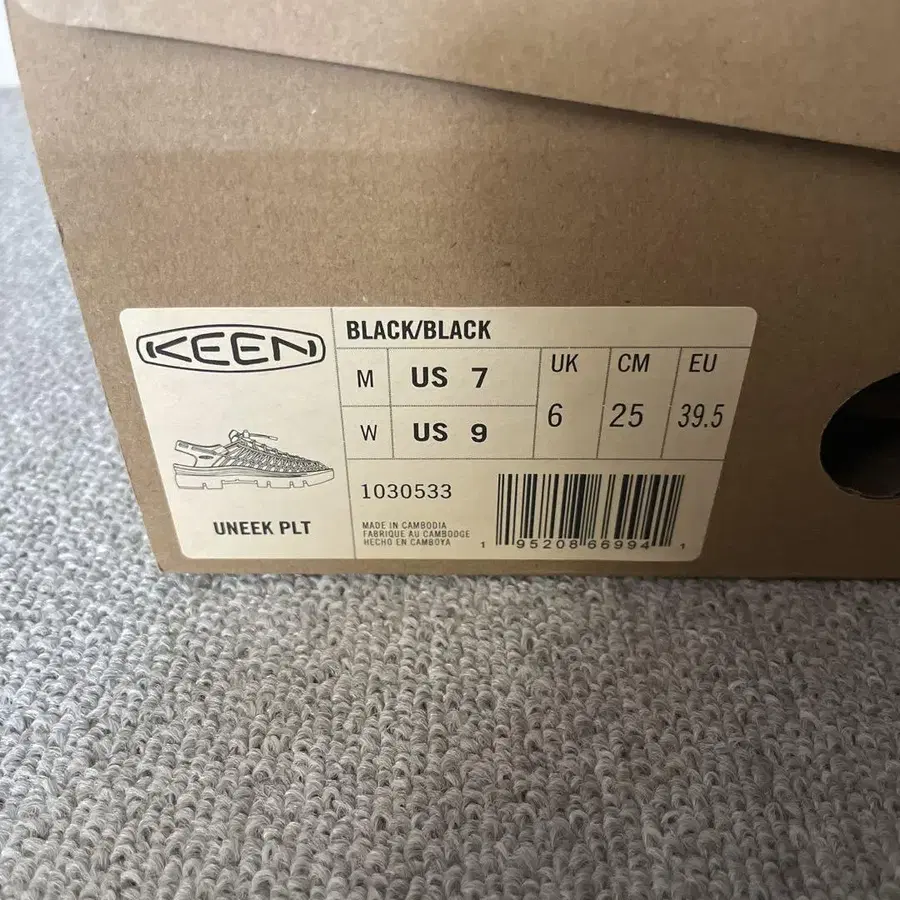 KEEN
UNEEK PLT
BLACK/BLACK
M US 7
W US 9
UK CM EU
6 25 39.5
1030533
MADE IN CAMBODIA
FABRIQUE AU CAMBODGE
HECHO EN CAMBOYA
1 95208 66994 1